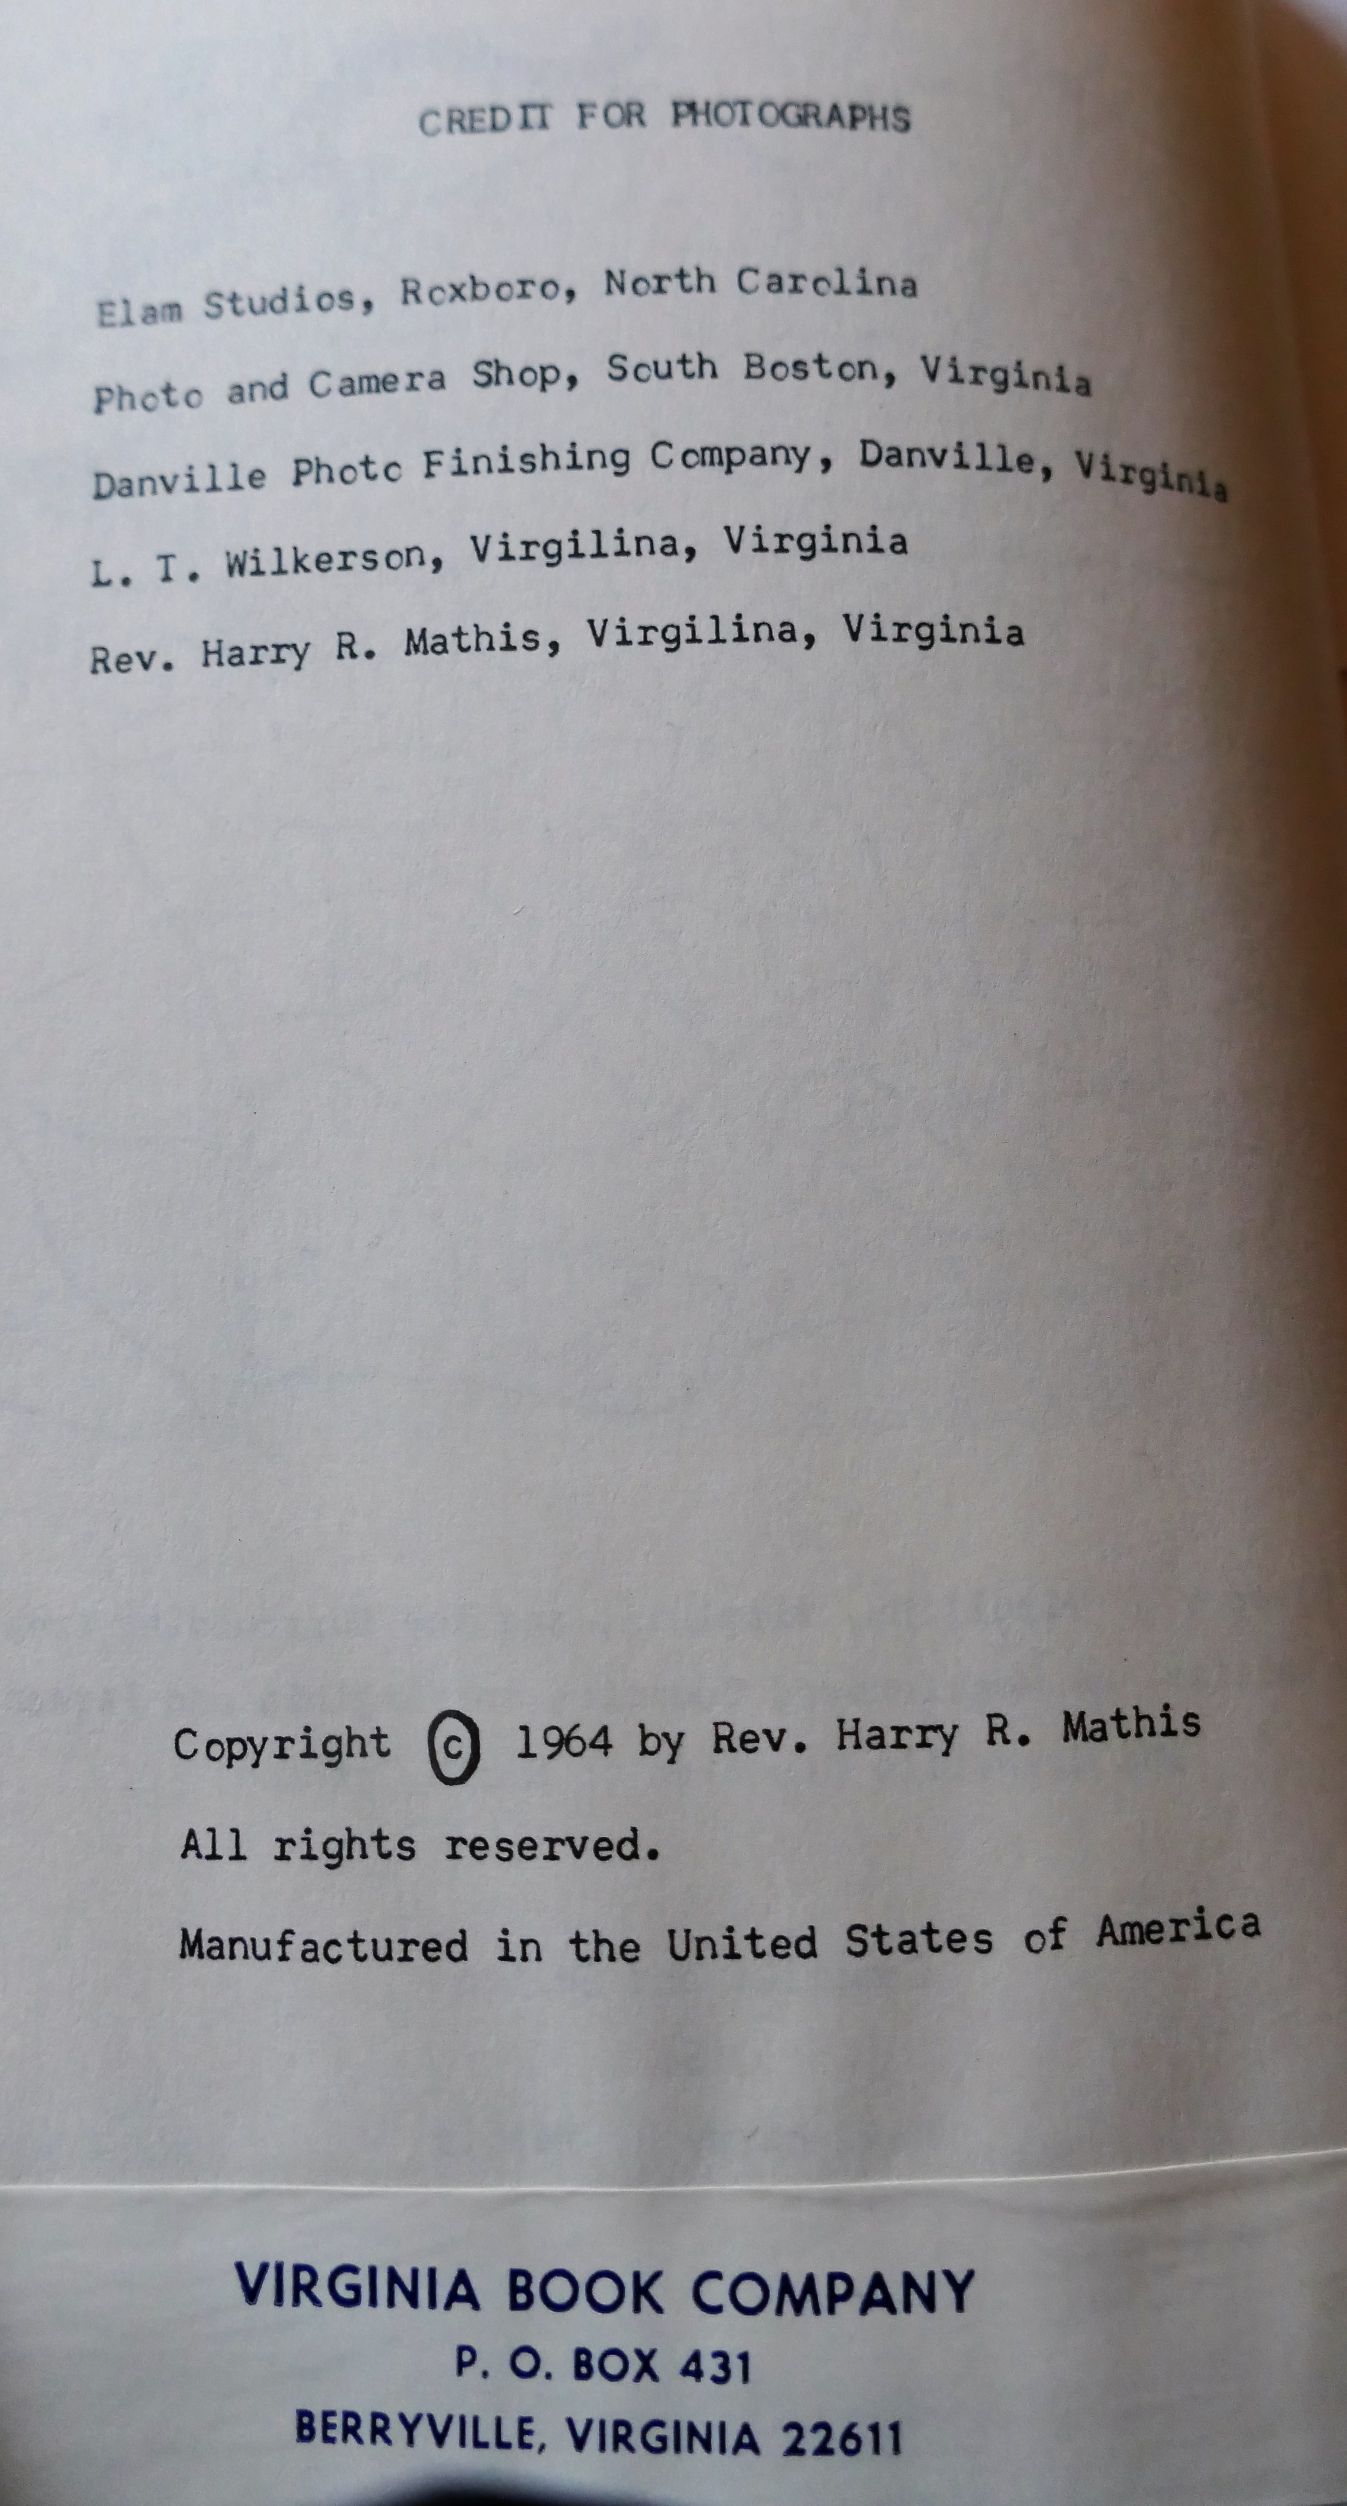 CREDIT FOR PHOTOGRAPHS
Elam Studios, Roxboro, North Carolina
Photo and Camera Shop, South Boston, Virginia
Danville Photo Finishing Company, Danville, Virginia
L. T. Wilkerson, Virgilina, Virginia
Rev. Harry R. Mathis, Virgilina, Virginia
Copyright © 1964 by Rev. Harry R. Mathis
All rights reserved.
Manufactured in the United States of America
VIRGINIA BOOK COMPANY
P. O. BOX 431
BERRYVILLE, VIRGINIA 22611